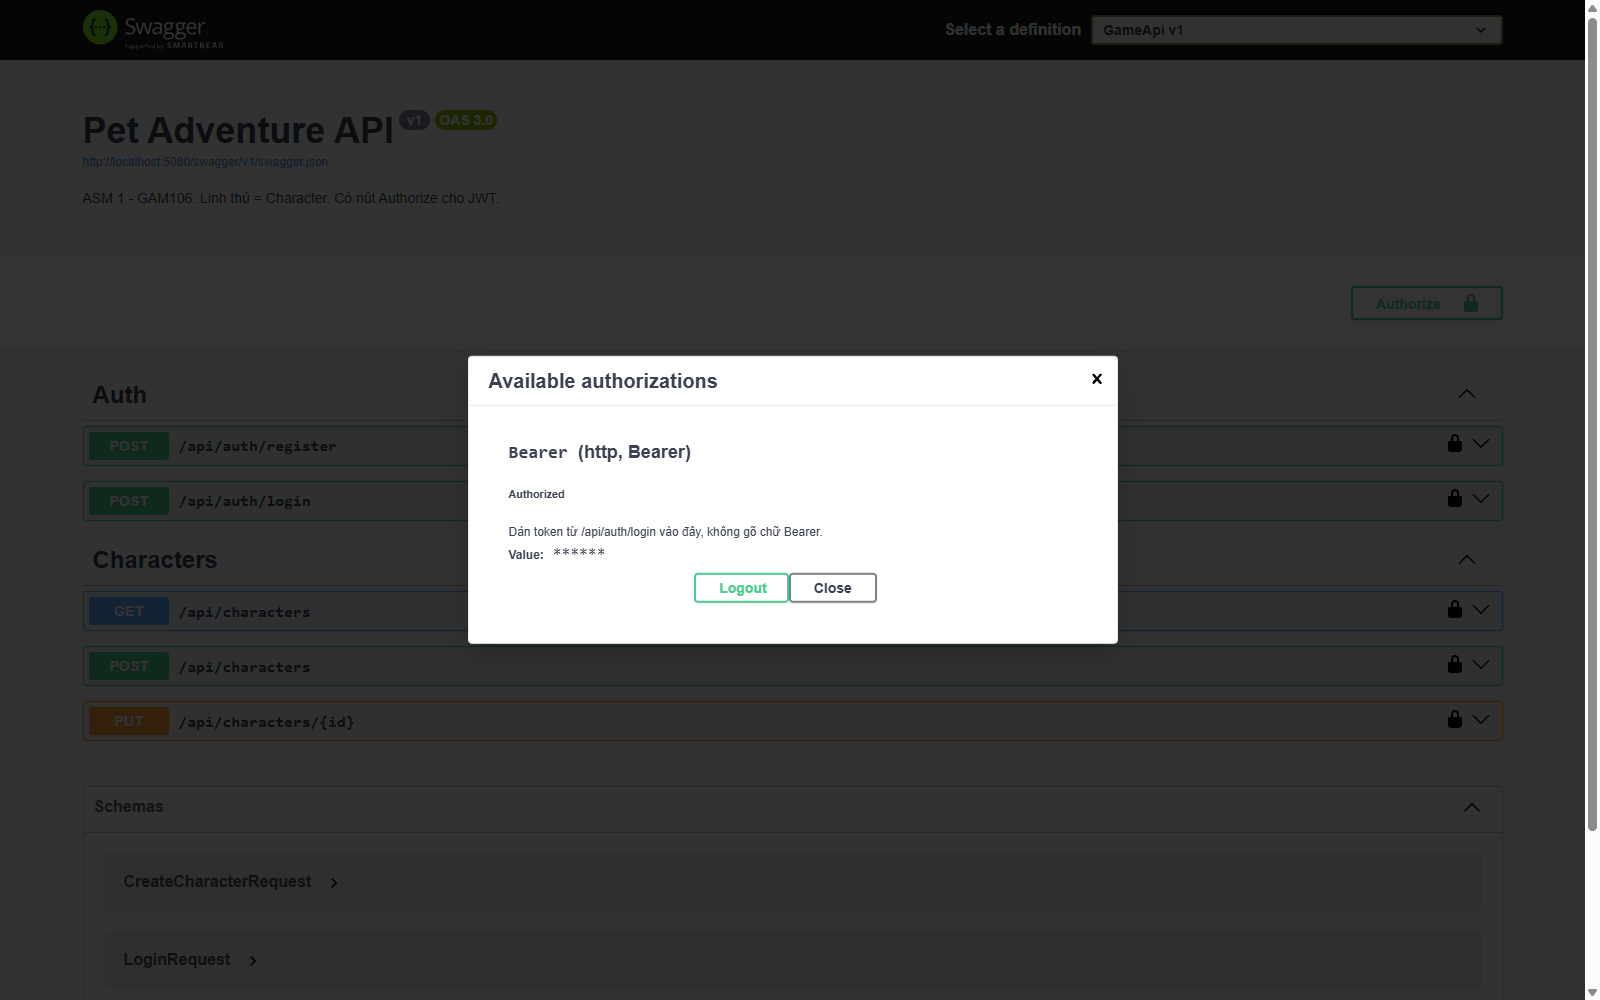 Swagger
Supported by SMARTBEAR
Select a definition
GameApi v1
Pet Adventure API v1 OAS 3.0
http://localhost:5080/swagger/v1/swagger.json
ASM 1 - GAM106. Linh thú = Character. Có nút Authorize cho JWT.
Authorize
Available authorizations
Bearer (http, Bearer)
Authorized
Dán token từ /api/auth/login vào đây, không gõ chữ Bearer.
Value: ******
Logout
Close
Auth
POST /api/auth/register
POST /api/auth/login
Characters
GET /api/characters
POST /api/characters
PUT /api/characters/{id}
Schemas
CreateCharacterRequest
LoginRequest